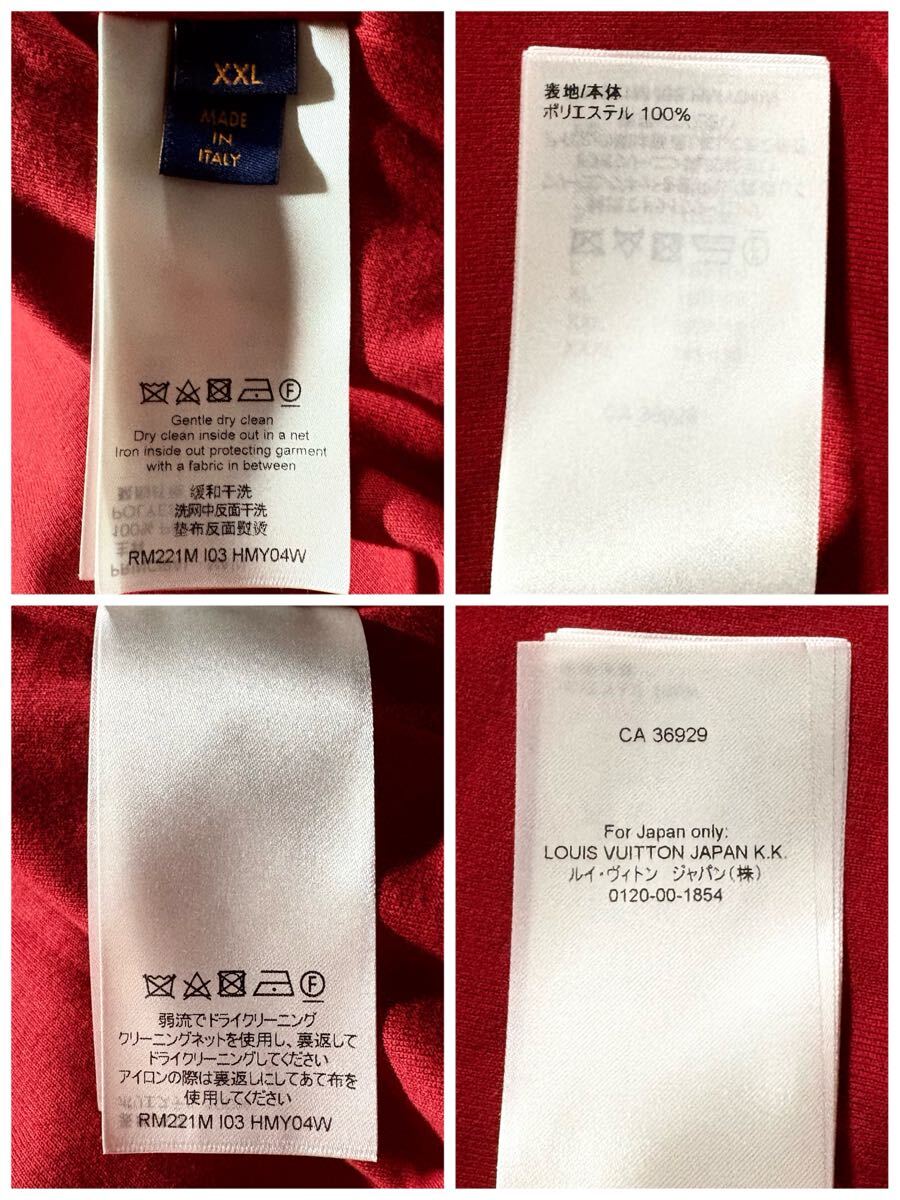 XXL
MADE
IN
ITALY
F
Gentle dry clean
Dry clean inside out in a net
Iron inside out protecting garment
with a fabric in between
缓和干洗
洗网中反面干洗
垫布反面熨烫
RM221M I03 HMY04W
表地/本体
ポリエステル 100%
F
弱流でドライクリーニング
クリーニングネットを使用し、裏返して
ドライクリーニングしてください
アイロンの際は裏返しにしてあて布を
使用してください
RM221M I03 HMY04W
CA 36929
For Japan only:
LOUIS VUITTON JAPAN K.K.
ルイ・ヴィトン ジャパン(株)
0120-00-1854